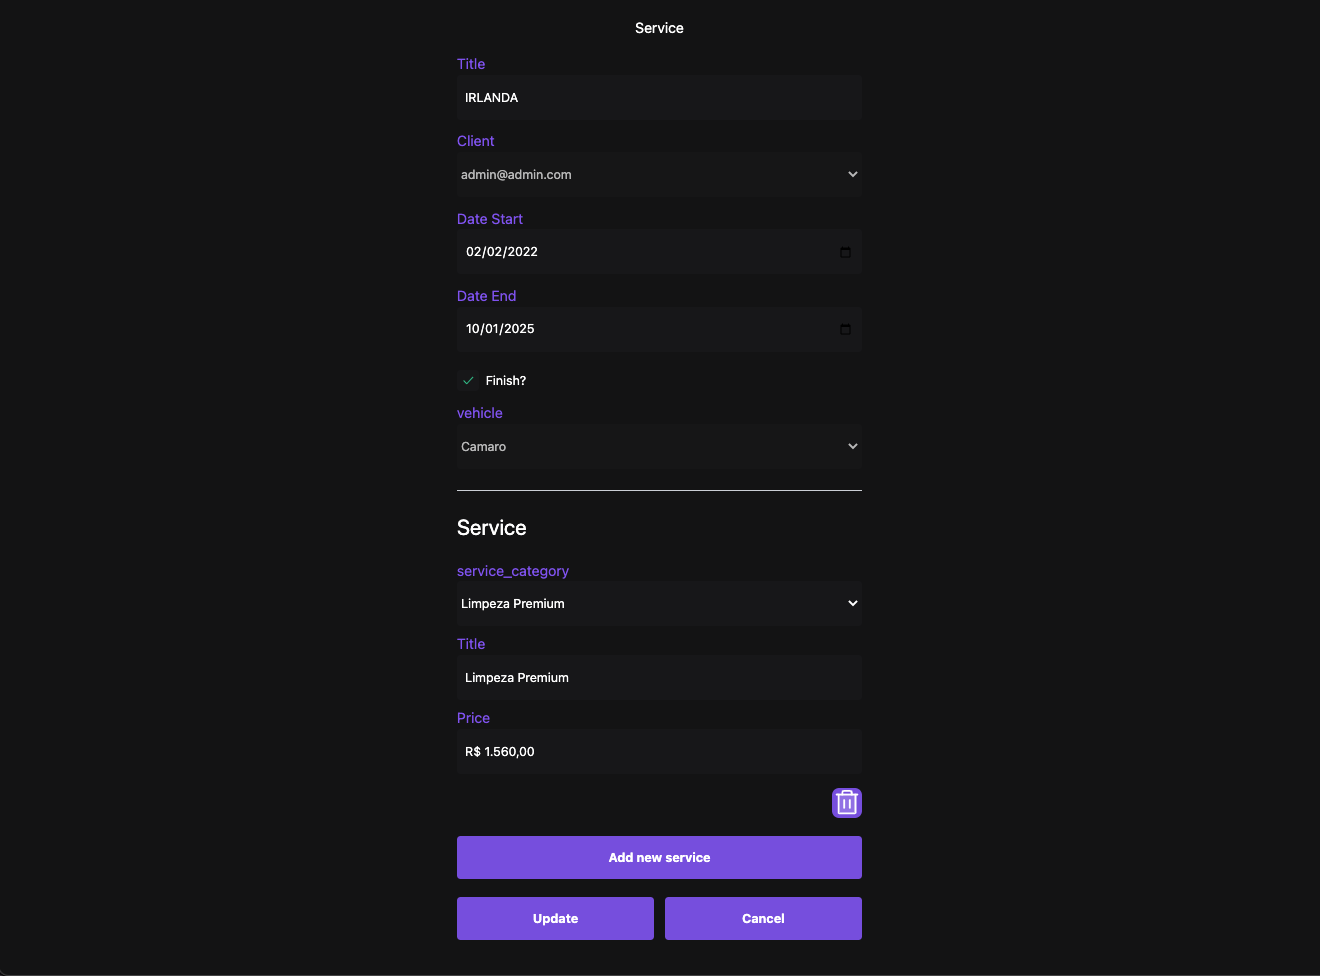 Service
Title
IRLANDA
Client
admin@admin.com
Date Start
02/02/2022
Date End
10/01/2025
Finish?
vehicle
Camaro
Service
service_category
Limpeza Premium
Title
Limpeza Premium
Price
R$ 1.560,00
Add new service
Update
Cancel